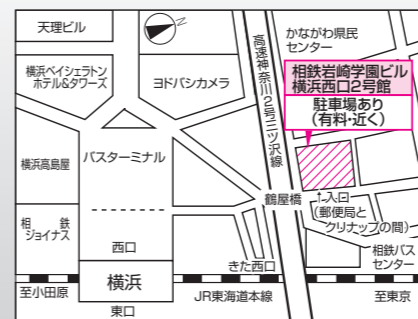 天理ビル
N
かながわ県民
センター
高速神奈川2号三ツ沢線
相鉄岩崎学園ビル
横浜西口2号館
駐車場あり
(有料・近く)
横浜ベイシェラトン
ホテル&タワーズ
ヨドバシカメラ
横浜高島屋
バスターミナル
鶴屋橋
↑入口
(郵便局と
クリナップの間)
相鉄
ジョイナス
西口
きた西口
相鉄バス
センター
横浜
至小田原
JR東海道本線
至東京
東口